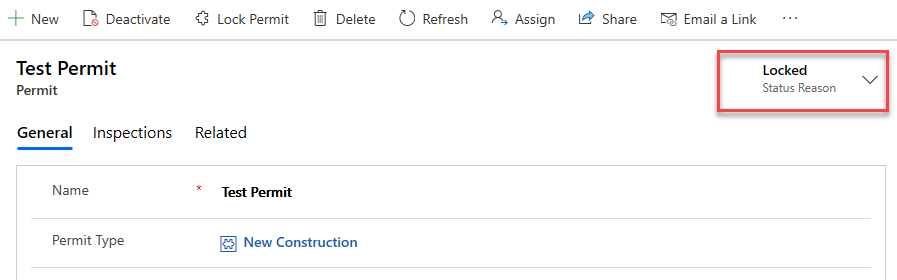 New Deactivate Lock Permit Delete Refresh Assign Share Email a Link ...
Test Permit
Permit
Locked
Status Reason
General Inspections Related
Name * Test Permit
Permit Type New Construction